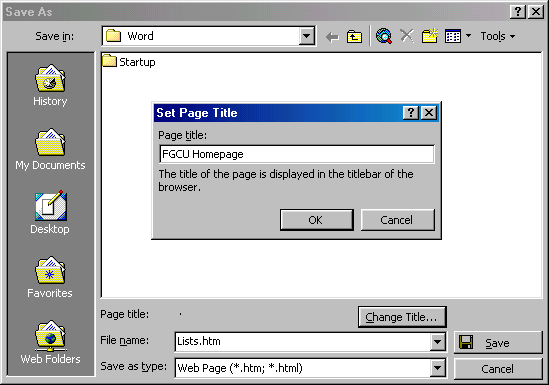 Save As
Save in: Word Tools
Startup
History
My Documents
Desktop
Favorites
Web Folders
Set Page Title
Page title:
FGCU Homepage
The title of the page is displayed in the titlebar of the
browser.
OK Cancel
Page title: Change Title...
File name: Lists.htm Save
Save as type: Web Page (*.htm; *.html) Cancel